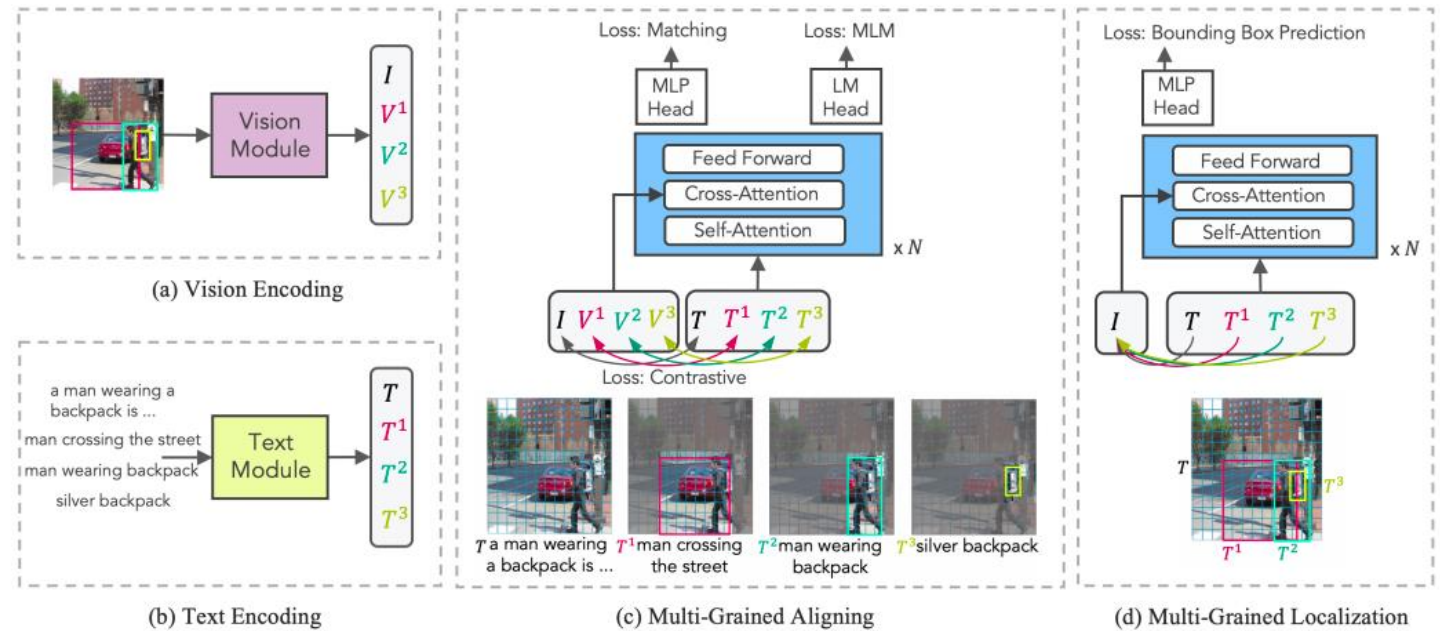 I
V¹
V²
V³
Vision
Module
(a) Vision Encoding
a man wearing a
backpack is ...
man crossing the street
man wearing backpack
silver backpack
Text
Module
T
T¹
T²
T³
(b) Text Encoding
Loss: Matching
Loss: MLM
MLP
Head
LM
Head
Feed Forward
Cross-Attention
Self-Attention
x N
I V¹ V² V³ T T¹ T² T³
Loss: Contrastive
T a man wearing
a backpack is ...
T¹ man crossing
the street
T² man wearing
backpack
T³ silver backpack
(c) Multi-Grained Aligning
Loss: Bounding Box Prediction
MLP
Head
Feed Forward
Cross-Attention
Self-Attention
x N
I T T¹ T² T³
T
T³
T¹ T²
(d) Multi-Grained Localization